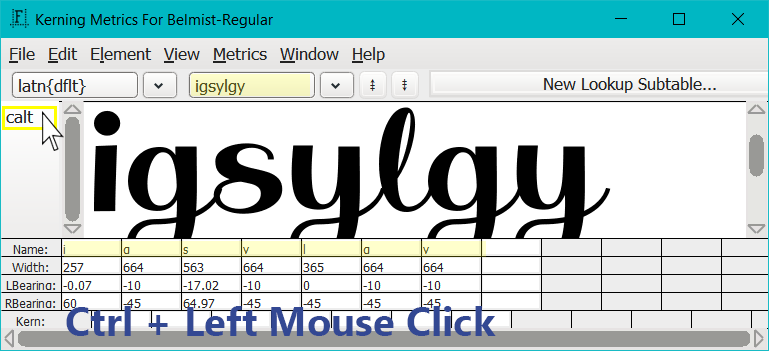 Kerning Metrics For Belmist-Regular
File Edit Element View Metrics Window Help
latn{dflt} igsylgy New Lookup Subtable...
calt
igsylgy
Name: i g s y l g y
Width: 257 664 563 664 365 664 664
LBearing: -0.07 -10 -17.02 -10 0 -10 -10
RBearing: 60 -45 64.97 -45 -45 -45 -45
Kern:
Ctrl + Left Mouse Click